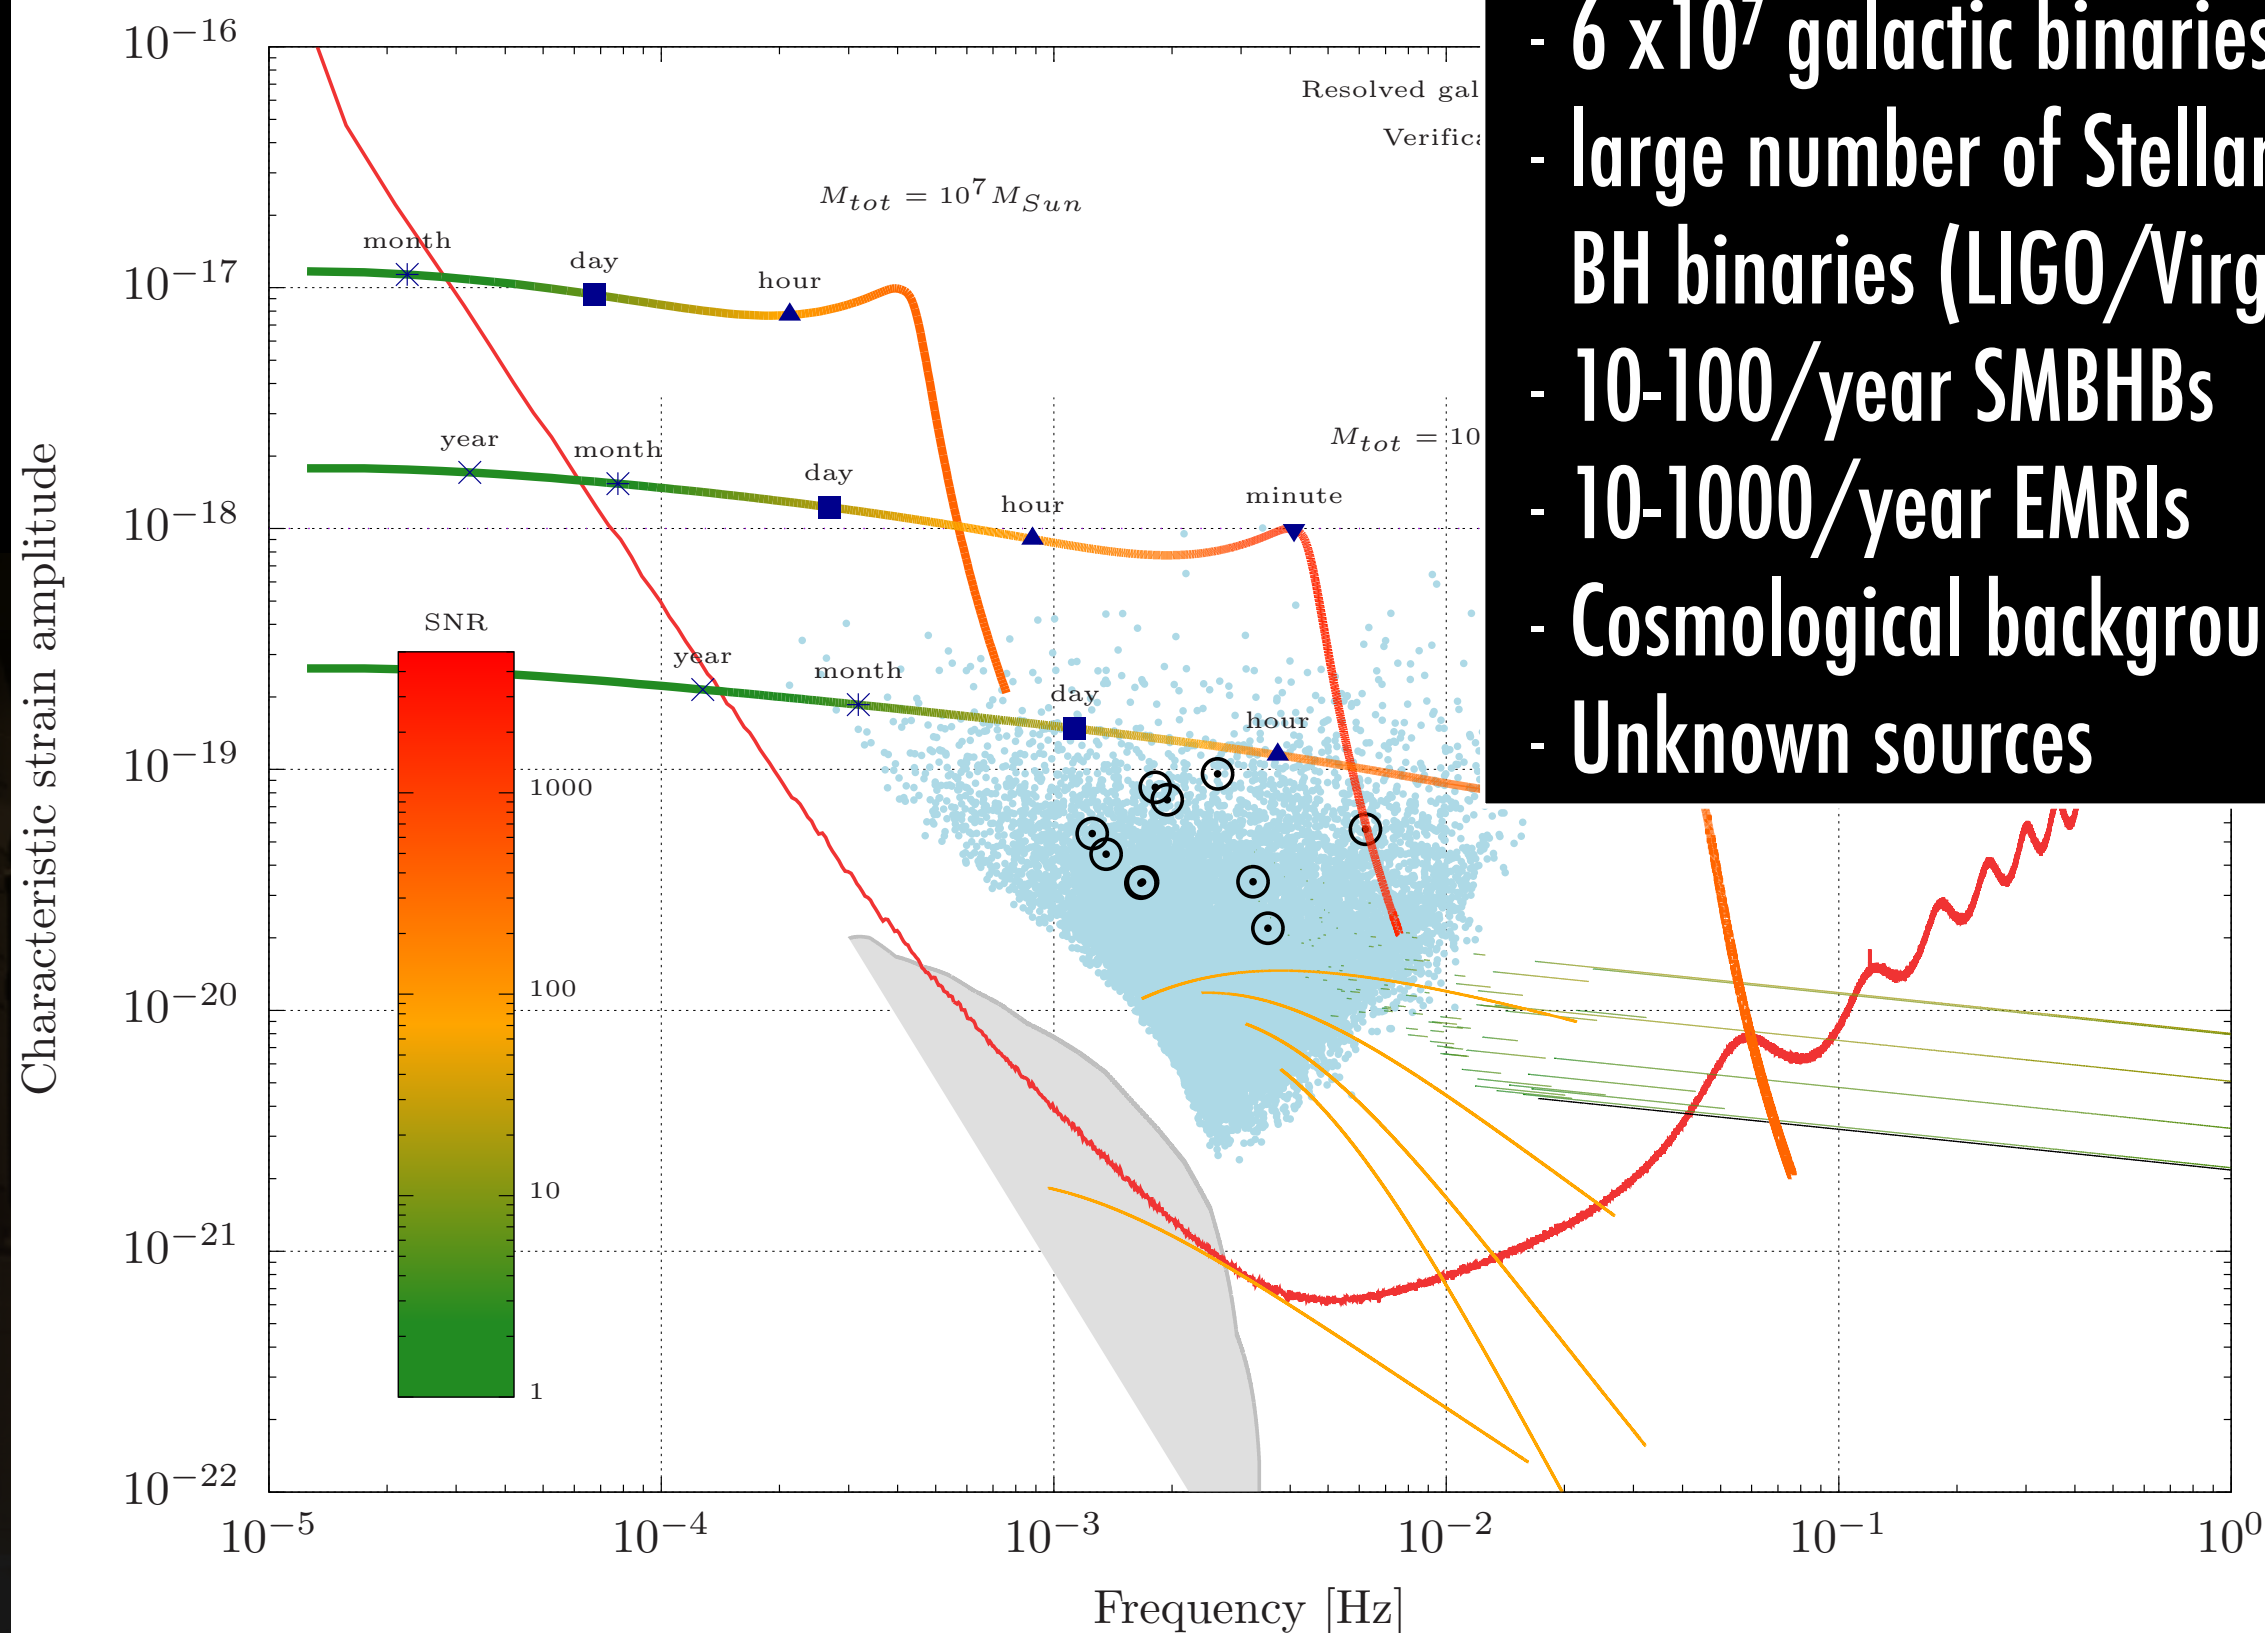 - 6 x10⁷ galactic binaries
- large number of Stellar
BH binaries (LIGO/Virg
- 10-100/year SMBHBs
- 10-1000/year EMRIs
- Cosmological backgrou
- Unknown sources
Resolved gal
Verific
M_tot = 10⁷ M_Sun
month
day
hour
M_tot = 10
year
month
day
hour
minute
year
month
day
hour
SNR
1000
100
10
1
Characteristic strain amplitude
10⁻¹⁶
10⁻¹⁷
10⁻¹⁸
10⁻¹⁹
10⁻²⁰
10⁻²¹
10⁻²²
10⁻⁵ 10⁻⁴ 10⁻³ 10⁻² 10⁻¹ 10⁰
Frequency [Hz]